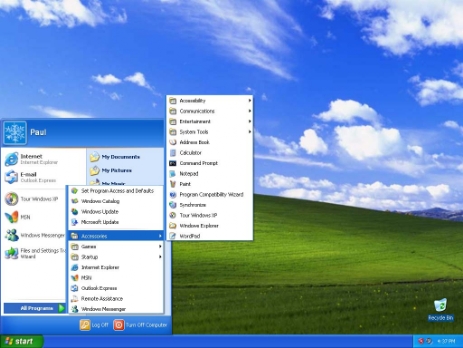 Paul
Internet
Internet Explorer
E-mail
Outlook Express
Tour Windows XP
MSN
Windows Messenger
Files and Settings
Wizard
All Programs
My Documents
My Pictures
My Music
Set Program Access and Defaults
Windows Catalog
Windows Update
Microsoft Update
Accessories
Games
Startup
Internet Explorer
MSN
Outlook Express
Remote Assistance
Windows Messenger
Accessibility
Communications
Entertainment
System Tools
Address Book
Calculator
Command Prompt
Notepad
Paint
Program Compatibility Wizard
Synchronize
Tour Windows XP
Windows Explorer
WordPad
Log Off
Turn Off Computer
Recycle Bin
start
4:37 PM